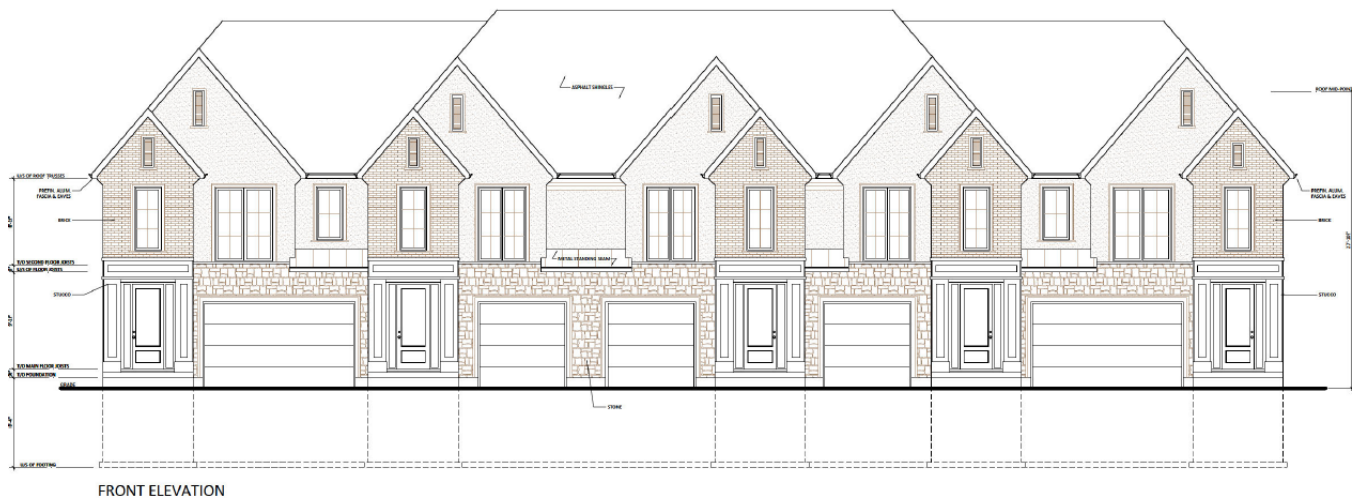 ASPHALT SHINGLES
ROOF MID-POINT
U/S OF ROOF TRUSSES
PREFIN. ALUM.
FASCIA & EAVES
PREFIN. ALUM.
FASCIA & EAVES
BRICK
BRICK
METAL STANDING SEAM
T/O SECOND FLOOR JOISTS
U/S OF FLOOR JOISTS
STUCCO
STUCCO
T/O MAIN FLOOR JOISTS
T/O FOUNDATION
GRADE
STONE
U/S OF FOOTING
FRONT ELEVATION